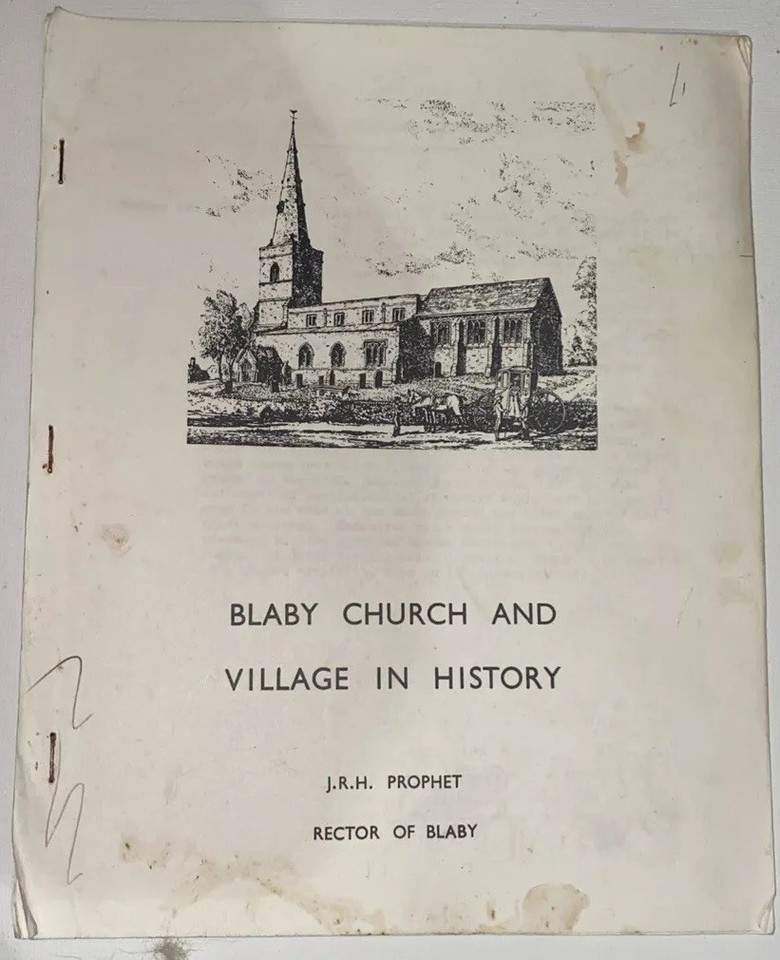 BLABY CHURCH AND
VILLAGE IN HISTORY
J.R.H. PROPHET
RECTOR OF BLABY